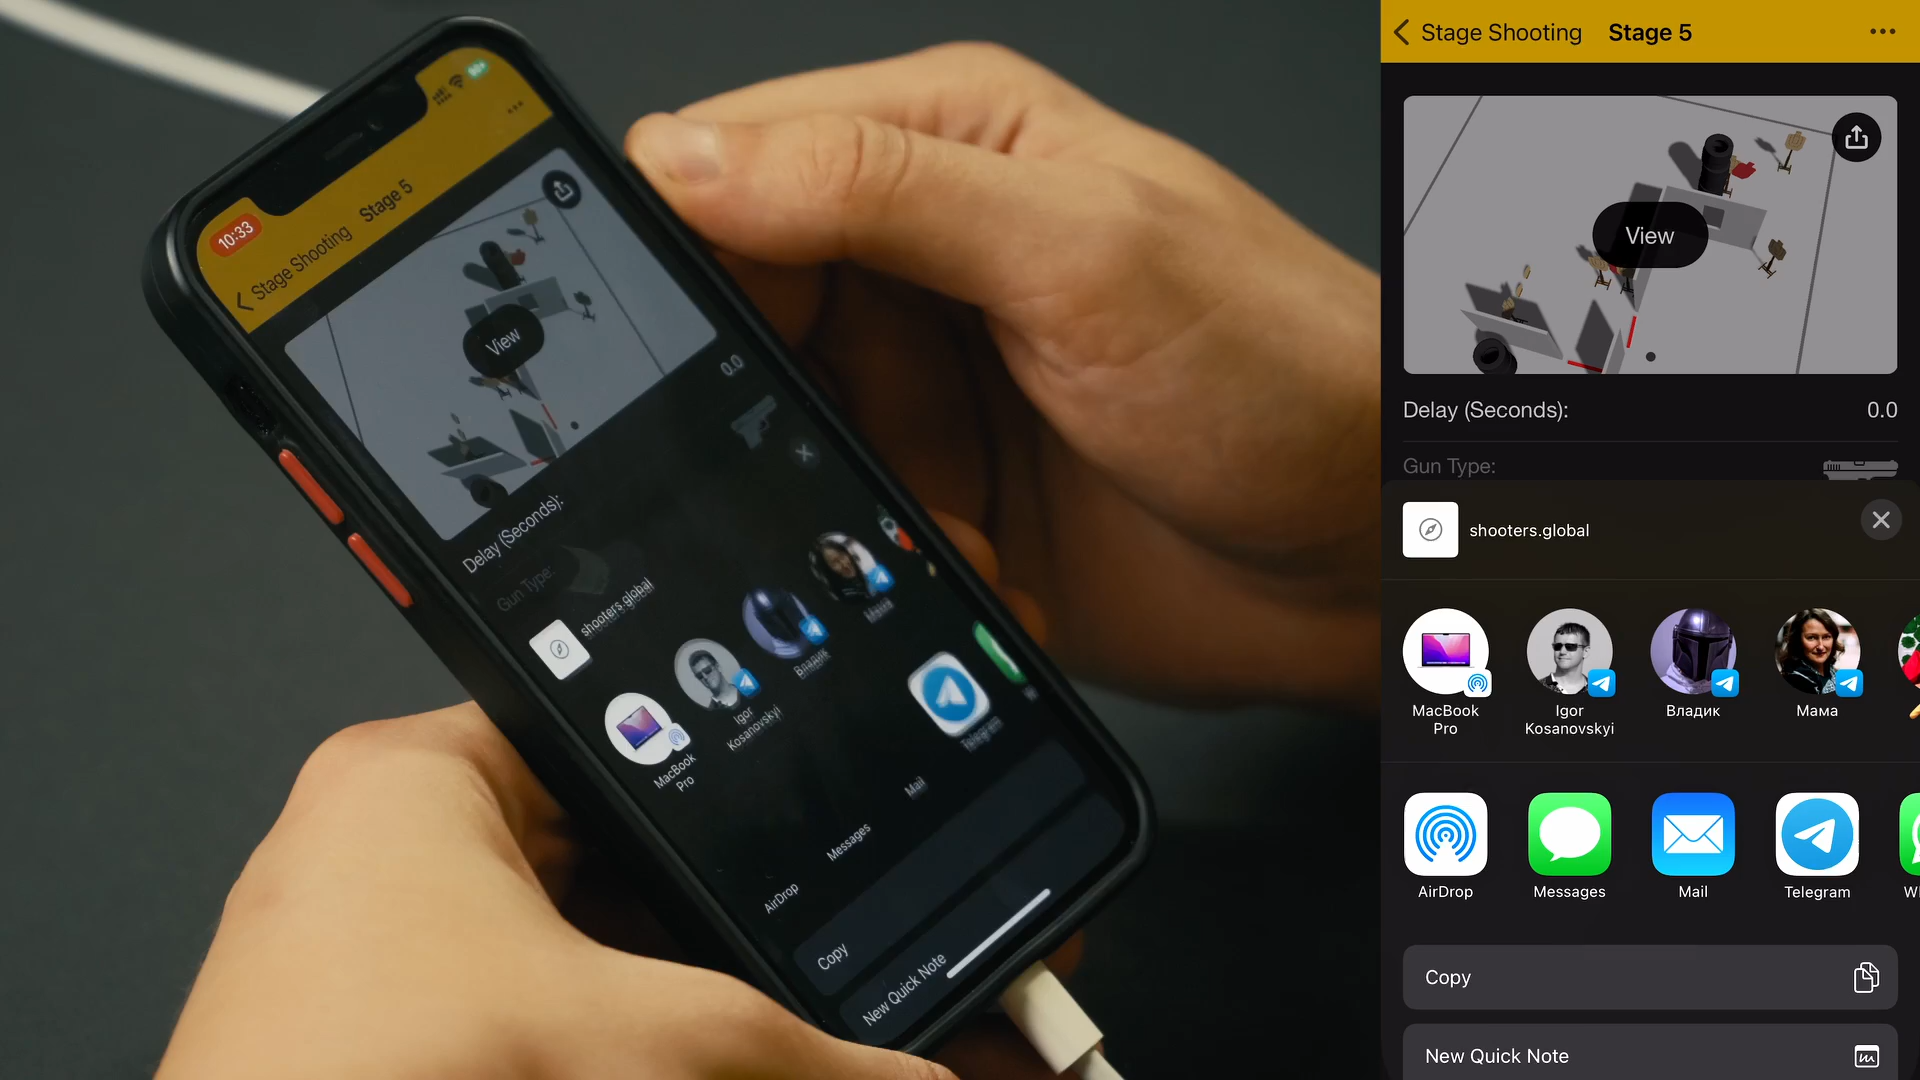 10:33
Stage Shooting Stage 5
View
0.0
Delay (Seconds):
Gun Type:
shooters.global
MacBook
Pro
Igor
Kosanovskyi
Владик
Мама
Telegram
Mail
Messages
AirDrop
Copy
New Quick Note
Stage Shooting Stage 5
View
Delay (Seconds): 0.0
Gun Type:
shooters.global
MacBook
Pro
Igor
Kosanovskyi
Владик
Мама
AirDrop
Messages
Mail
Telegram
Copy
New Quick Note